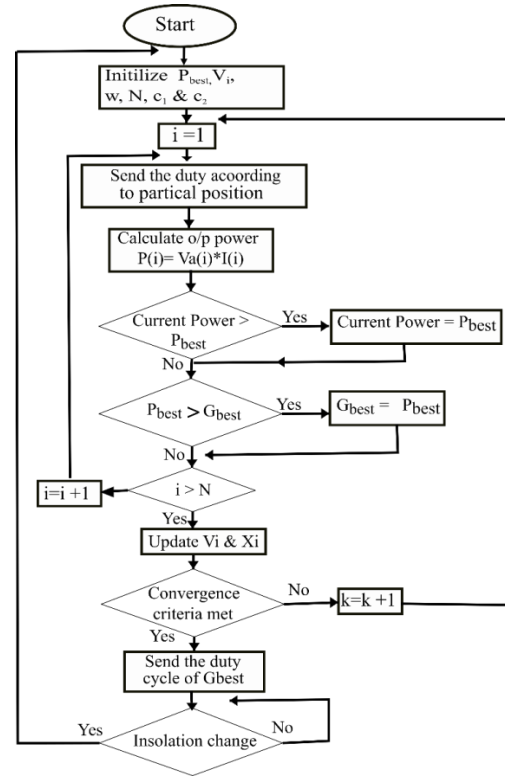 Start
Initilize P_best, V_i,
w, N, c_1 & c_2
i =1
Send the duty acoording
to partical position
Calculate o/p power
P(i)= Va(i)*I(i)
Current Power >
P_best
Yes
Current Power = P_best
No
P_best > G_best
Yes
G_best = P_best
No
i > N
i=i +1
Yes
Update Vi & Xi
Convergence
criteria met
No
k=k +1
Yes
Send the duty
cycle of Gbest
Insolation change
Yes
No